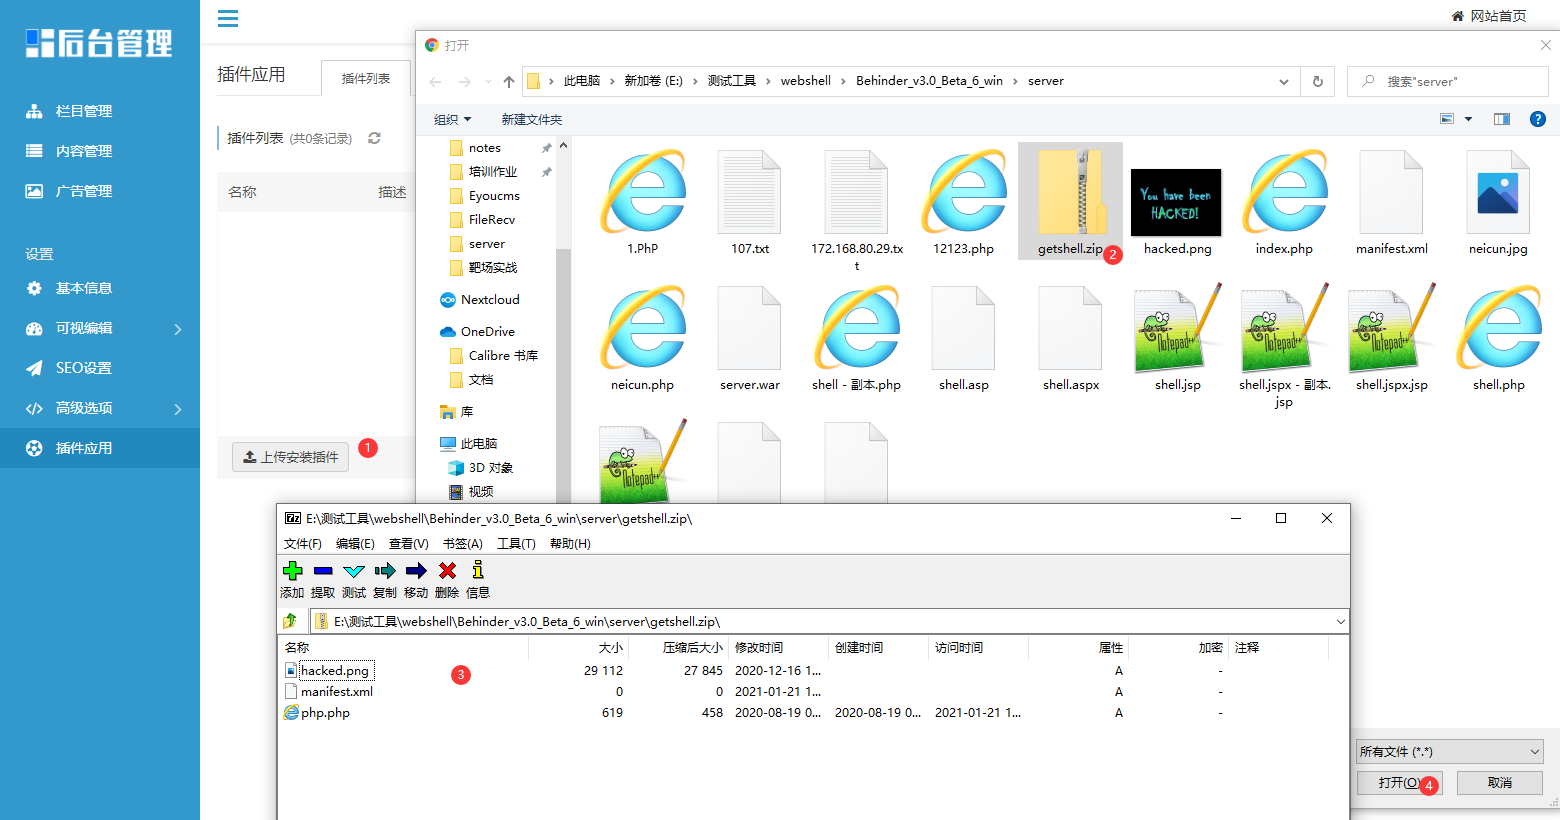 后台管理
网站首页
栏目管理
内容管理
广告管理
设置
基本信息
可视编辑
SEO设置
高级选项
插件应用
插件应用
插件列表
插件列表 (共0条记录)
名称 描述
上传安装插件
1
打开
此电脑 › 新加卷 (E:) › 测试工具 › webshell › Behinder_v3.0_Beta_6_win › server
搜索"server"
组织 新建文件夹
notes
培训作业
Eyoucms
FileRecv
server
靶场实战
Nextcloud
OneDrive
Calibre 书库
文档
库
此电脑
3D 对象
视频
You have been
HACKED!
1.PhP
107.txt
172.168.80.29.tx
t
12123.php
getshell.zip
2
hacked.png
index.php
manifest.xml
neicun.jpg
Notepad++
Notepad++
Notepad++
neicun.php
server.war
shell - 副本.php
shell.asp
shell.aspx
shell.jsp
shell.jspx - 副本.
jsp
shell.jspx.jsp
shell.php
Notepad++
7z E:\测试工具\webshell\Behinder_v3.0_Beta_6_win\server\getshell.zip\
文件(F) 编辑(E) 查看(V) 书签(A) 工具(T) 帮助(H)
添加 提取 测试 复制 移动 删除 信息
E:\测试工具\webshell\Behinder_v3.0_Beta_6_win\server\getshell.zip\
名称 大小 压缩后大小 修改时间 创建时间 访问时间 属性 加密 注释
hacked.png 3 29 112 27 845 2020-12-16 1... A -
manifest.xml 0 0 2021-01-21 1... A -
php.php 619 458 2020-08-19 0... 2020-08-19 0... 2021-01-21 1... A -
所有文件 (*.*)
打开(O) 4 取消